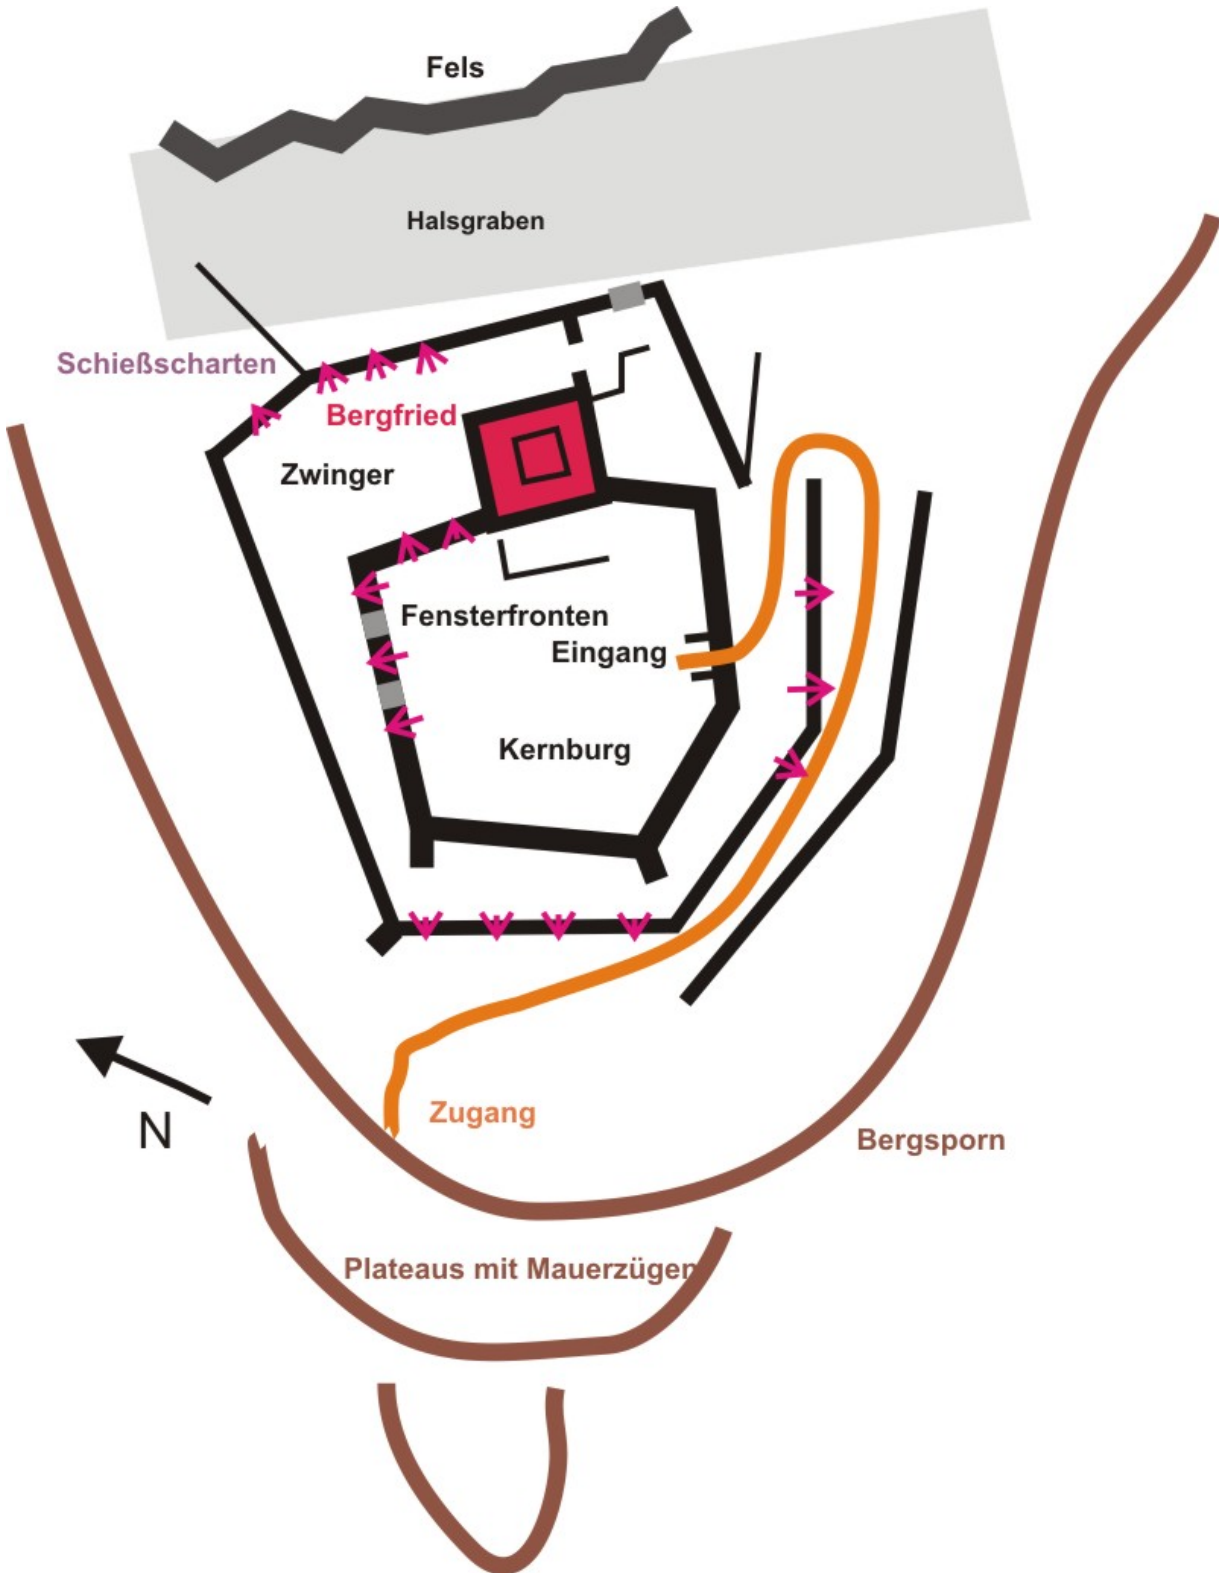 Fels
Halsgraben
Schießscharten
Bergfried
Zwinger
Fensterfronten
Eingang
Kernburg
N
Zugang
Bergsporn
Plateaus mit Mauerzügen